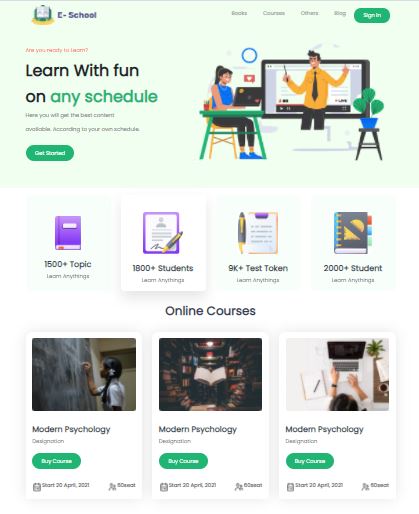 E- School
Books Courses Others Blog Sign in
Are you ready to learn?
Learn With fun
on any schedule
Here you will get the best content
available. According to your own schedule.
Get Started
LIVE
1500+ Topic
Learn Anythings
1800+ Students
Learn Anythings
9K+ Test Token
Learn Anythings
2000+ Student
Learn Anythings
Online Courses
Modern Psychology
Designation
Buy Course
Start 20 April, 2021 60seat
Modern Psychology
Designation
Buy Course
Start 20 April, 2021 60seat
Modern Psychology
Designation
Buy Course
Start 20 April, 2021 60seat